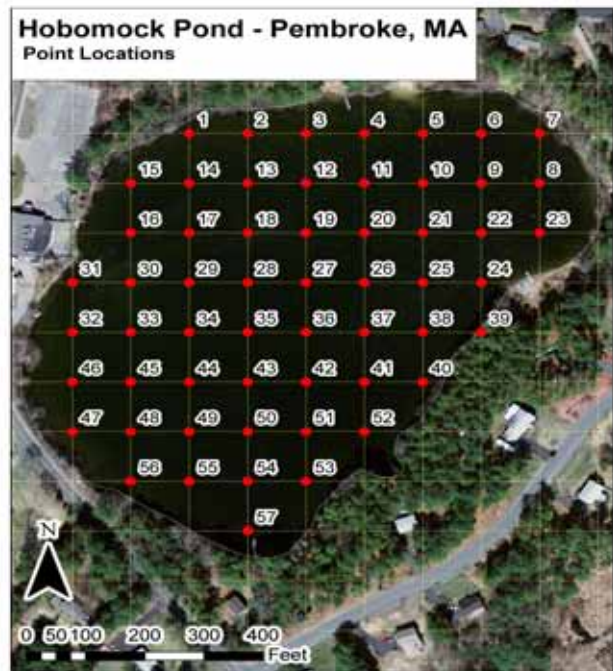 Hobomock Pond - Pembroke, MA
Point Locations
1 2 3 4 5 6 7
15 14 13 12 11 10 9 8
16 17 18 19 20 21 22 23
31 30 29 28 27 26 25 24
32 33 34 35 36 37 38 39
46 45 44 43 42 41 40
47 48 49 50 51 52
56 55 54 53
57
N
0 50 100 200 300 400
Feet